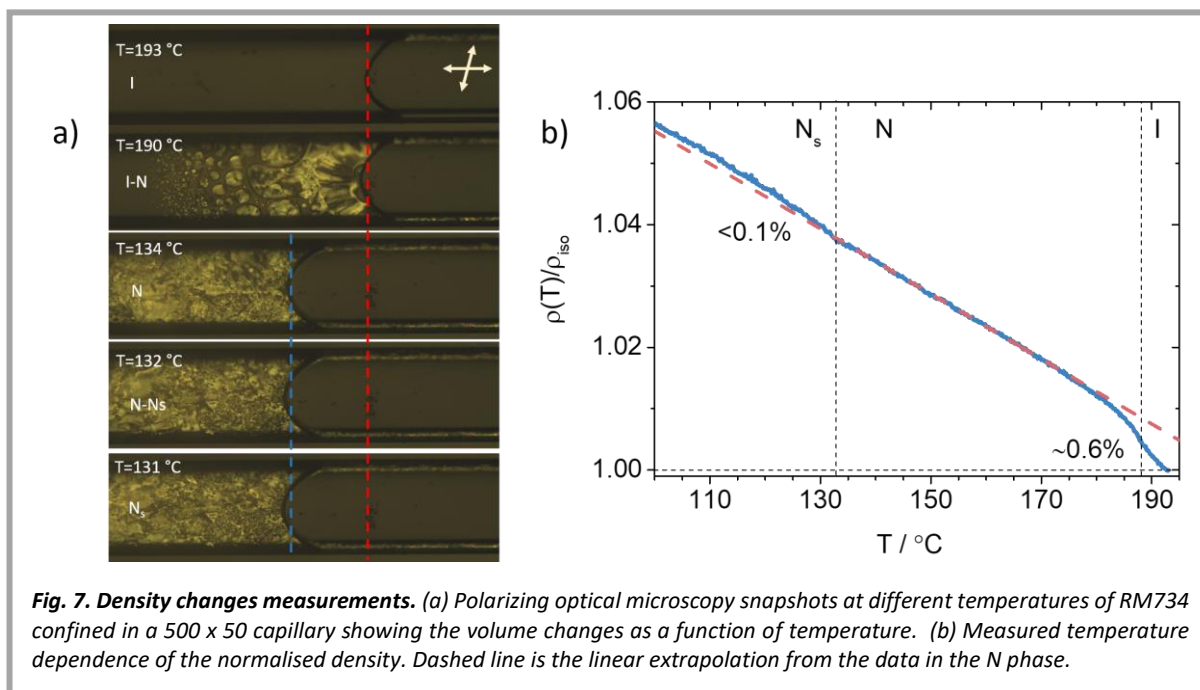 a)
T=193 °C
I
T=190 °C
I-N
T=134 °C
N
T=132 °C
N-Ns
T=131 °C
Nₛ
b)
1.06
1.04
1.02
1.00
ρ(T)/ρiso
Nₛ N I
<0.1%
~0.6%
110 130 150 170 190
T / °C
Fig. 7. Density changes measurements. (a) Polarizing optical microscopy snapshots at different temperatures of RM734
confined in a 500 x 50 capillary showing the volume changes as a function of temperature. (b) Measured temperature
dependence of the normalised density. Dashed line is the linear extrapolation from the data in the N phase.